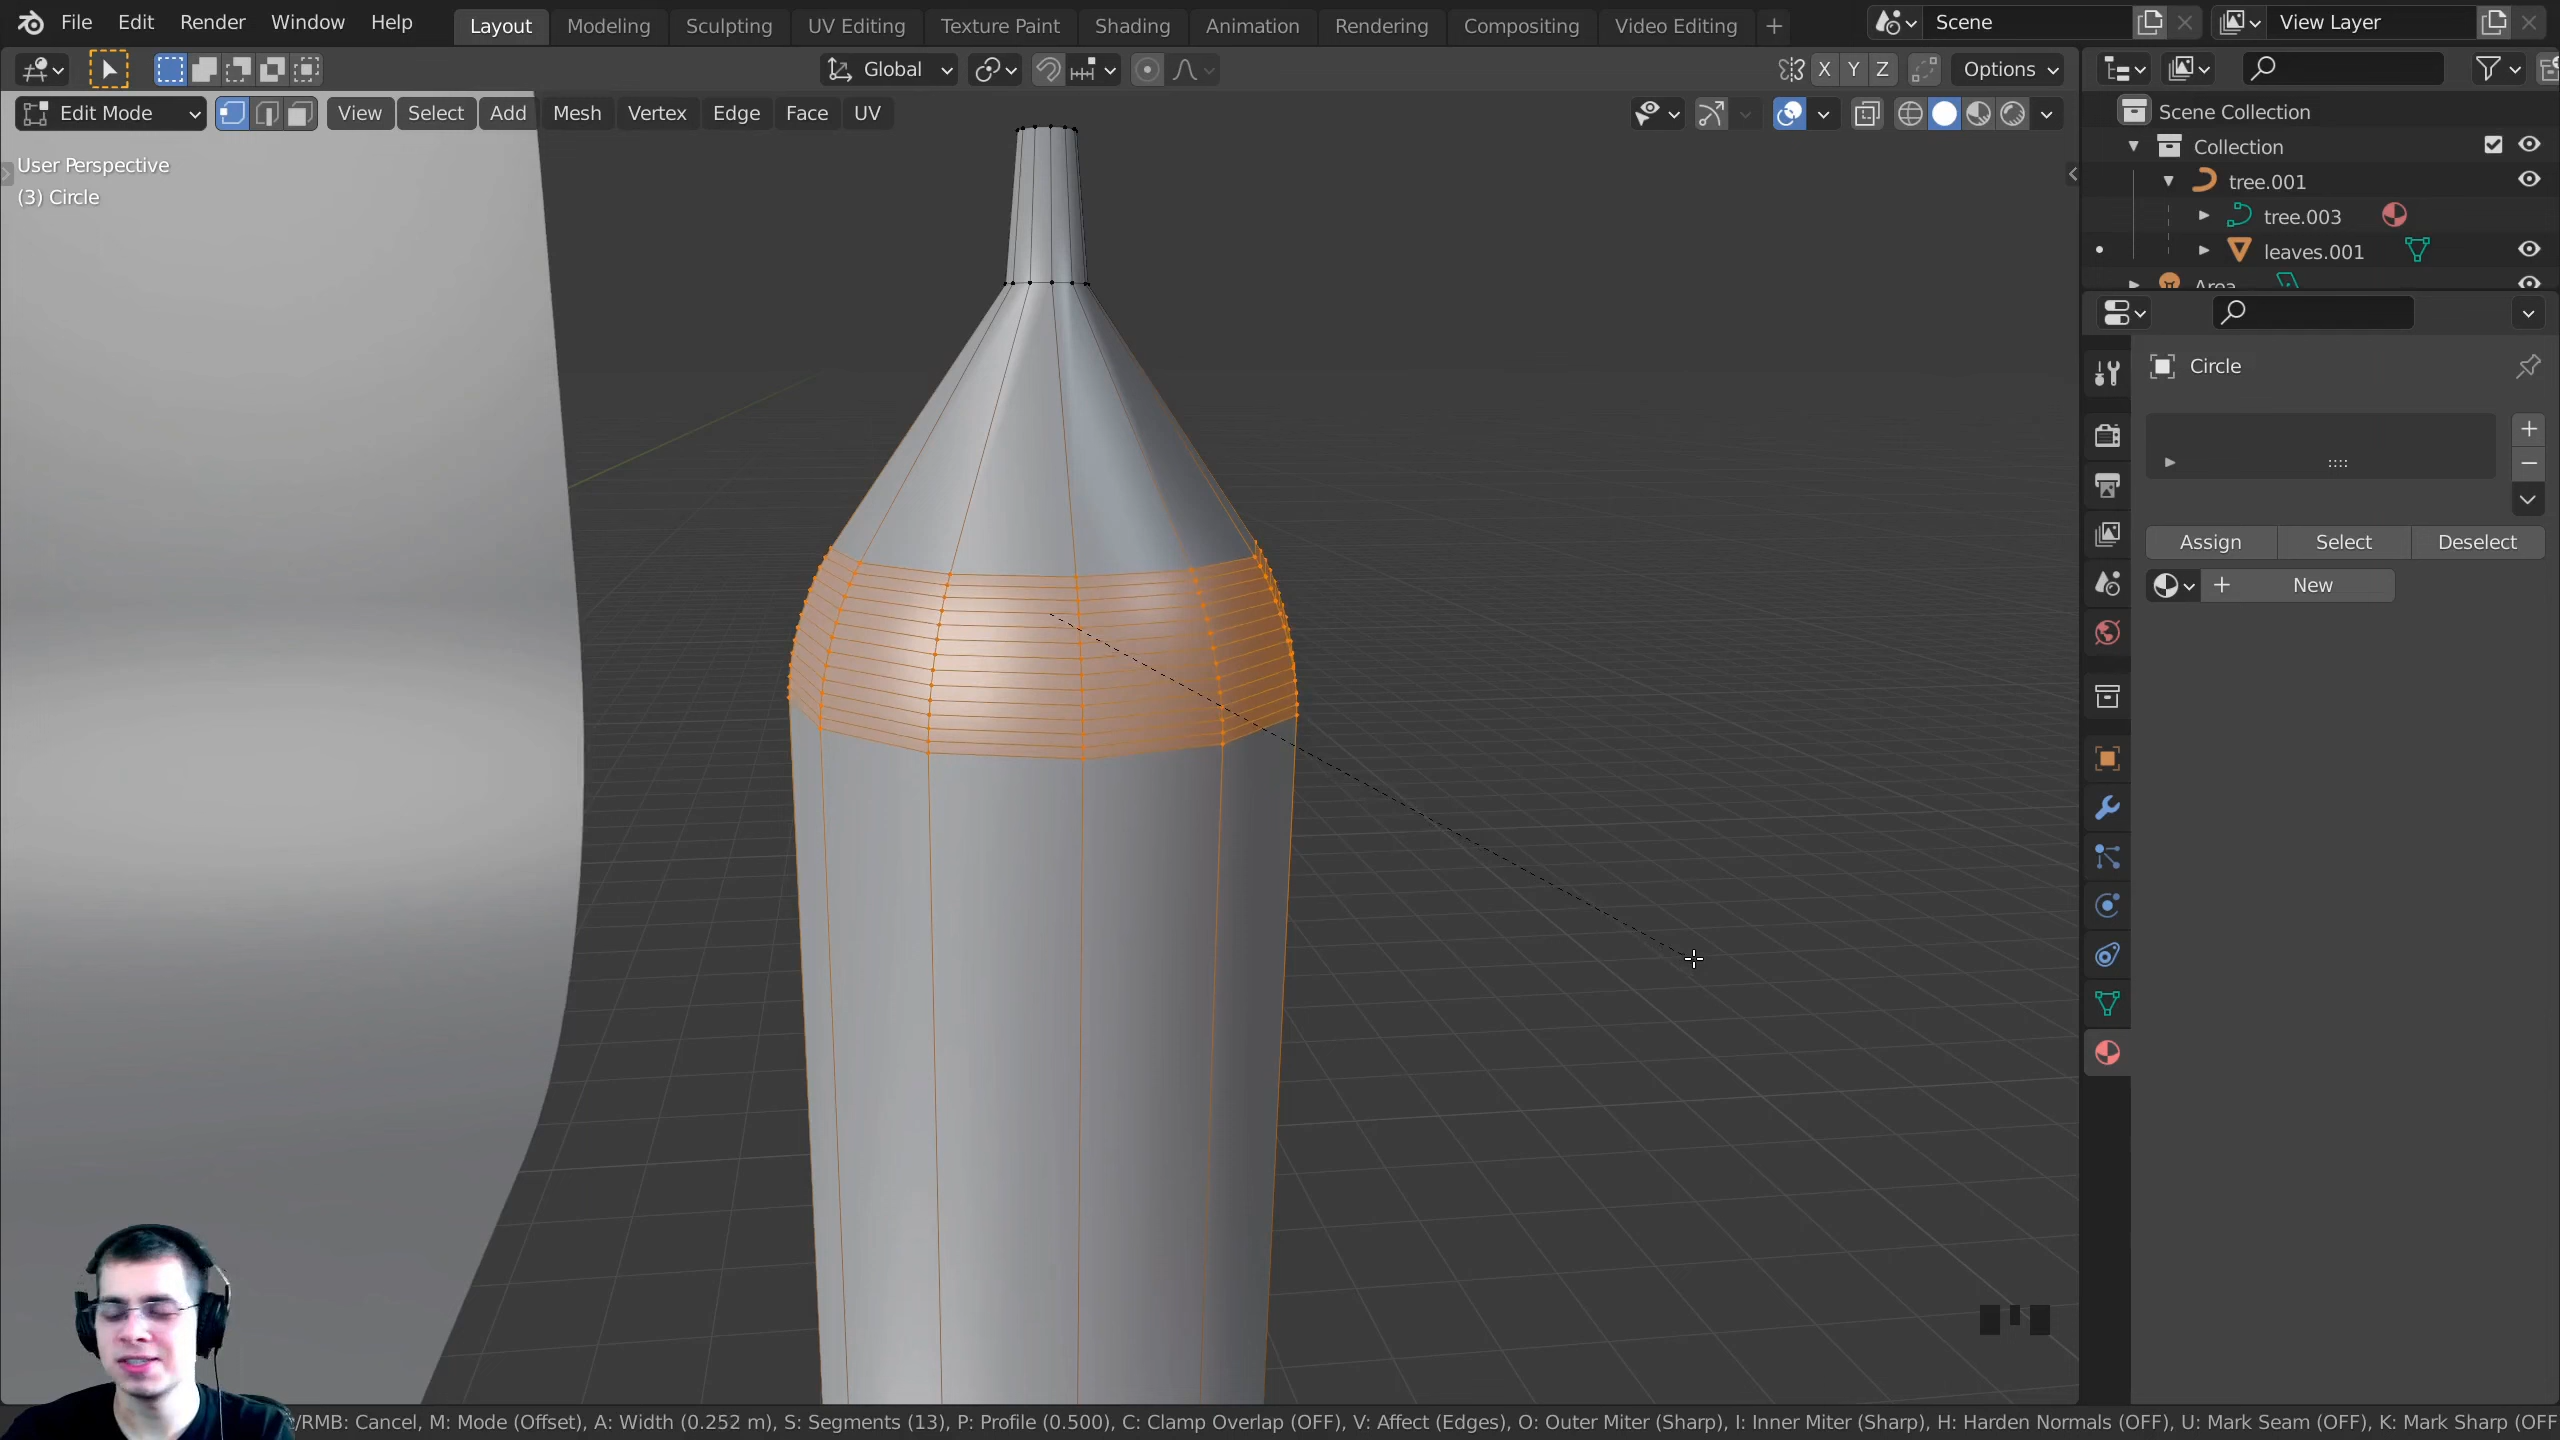 File Edit Render Window Help Layout Modeling Sculpting UV Editing Texture Paint Shading Animation Rendering Compositing Video Editing + Scene View Layer
Global X Y Z Options
Edit Mode View Select Add Mesh Vertex Edge Face UV
Scene Collection
User Perspective
Collection
(3) Circle
tree.001
tree.003
leaves.001
Area
Circle
Assign Select Deselect
+ New
/RMB: Cancel, M: Mode (Offset), A: Width (0.252 m), S: Segments (13), P: Profile (0.500), C: Clamp Overlap (OFF), V: Affect (Edges), O: Outer Miter (Sharp), I: Inner Miter (Sharp), H: Harden Normals (OFF), U: Mark Seam (OFF), K: Mark Sharp (OFF